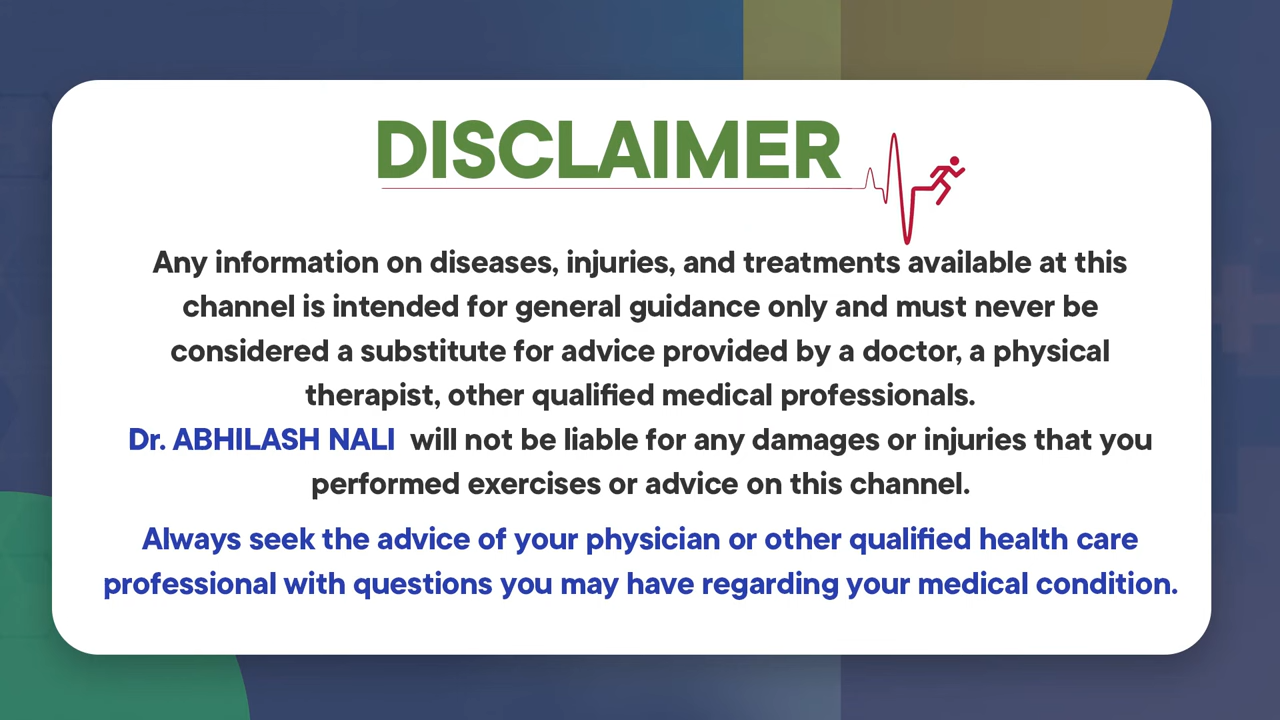 DISCLAIMER
Any information on diseases, injuries, and treatments available at this
channel is intended for general guidance only and must never be
considered a substitute for advice provided by a doctor, a physical
therapist, other qualified medical professionals.
Dr. ABHILASH NALI will not be liable for any damages or injuries that you
performed exercises or advice on this channel.
Always seek the advice of your physician or other qualified health care
professional with questions you may have regarding your medical condition.